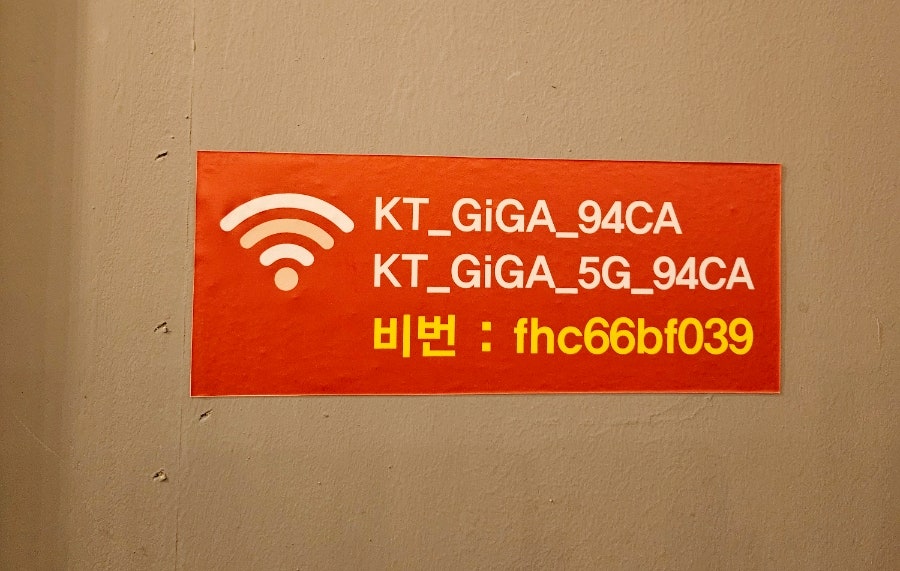 KT_GiGA_94CA
KT_GiGA_5G_94CA
비번 : fhc66bf039